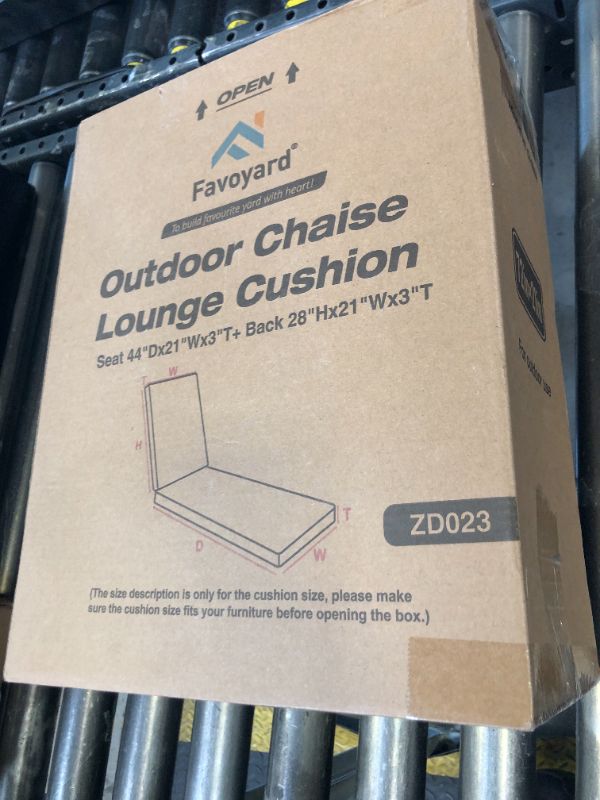 OPEN
Favoyard®
To build favourite yard with heart!
Outdoor Chaise
Lounge Cushion
Seat 44"Dx21"Wx3"T+ Back 28"Hx21"Wx3"T
T W
H
D
W
T
ZD023
(The size description is only for the cushion size, please make
sure the cushion size fits your furniture before opening the box.)
For outdoor use